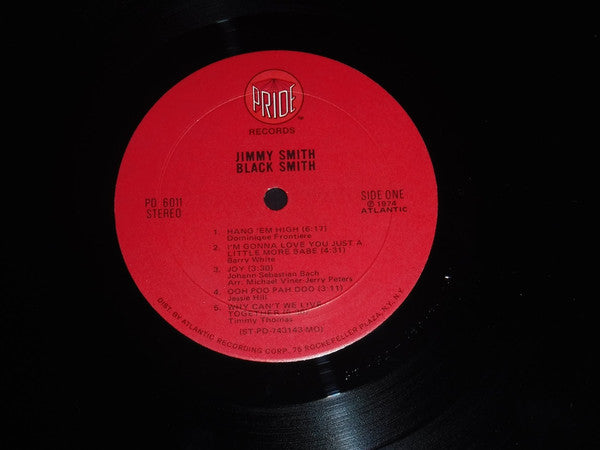 PRIDE
RECORDS
JIMMY SMITH
BLACK SMITH
PD 6011
STEREO
SIDE ONE
℗ 1974
ATLANTIC
1. HANG 'EM HIGH (6:17)
Dominique Frontiere
2. I'M GONNA LOVE YOU JUST A
LITTLE MORE BABE (4:31)
Barry White
3. JOY (3:30)
Johann Sebastian Bach
Arr. Michael Viner-Jerry Peters
4. OOH POO PAH DOO (3:11)
Jessie Hill
5. WHY CAN'T WE LIVE
TOGETHER
Timmy Thomas
(ST-PD-743143-MO)
DIST. BY ATLANTIC RECORDING CORP. 75 ROCKEFELLER PLAZA, N.Y. N.Y.